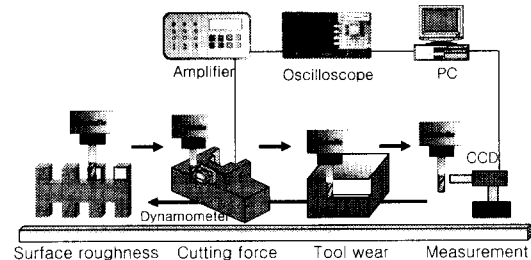 Amplifier Oscilloscope PC
CCD
Dynamometer
Surface roughness Cutting force Tool wear Measurement